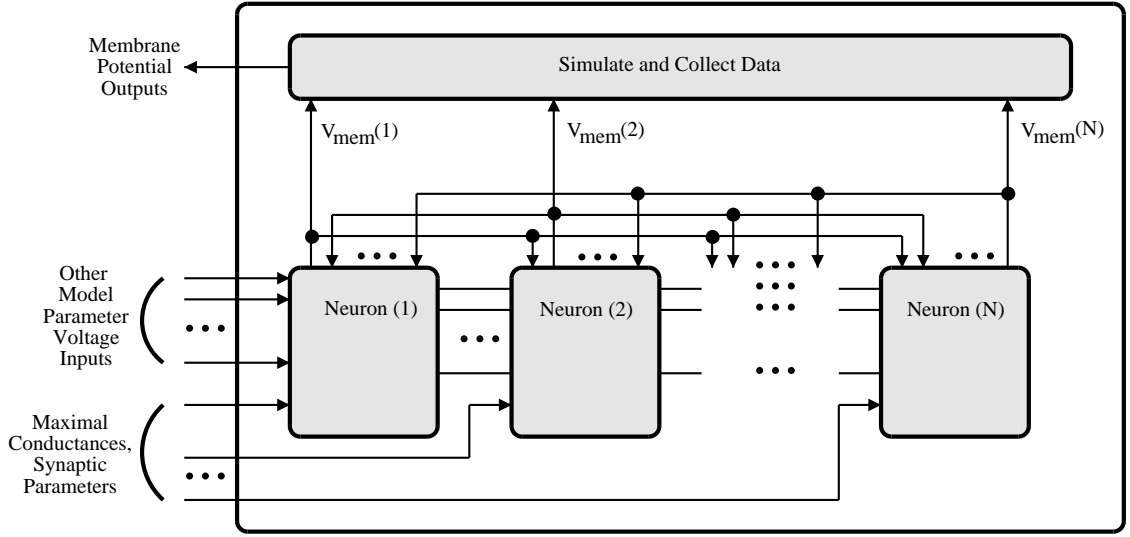 Membrane
Potential
Outputs
Simulate and Collect Data
Vmem(1)
Vmem(2)
Vmem(N)
Other
Model
Parameter
Voltage
Inputs
Neuron (1)
Neuron (2)
Neuron (N)
Maximal
Conductances,
Synaptic
Parameters